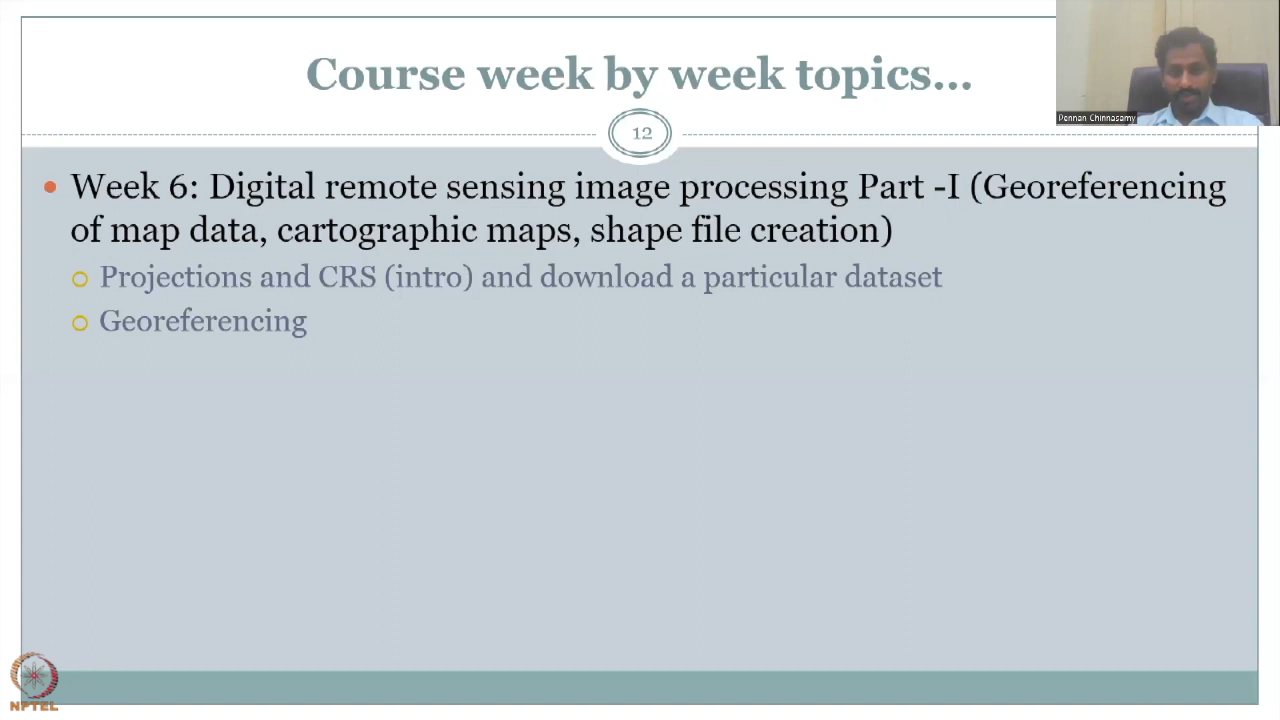 Course week by week topics...
Pennan Chinnasamy
12
Week 6: Digital remote sensing image processing Part -I (Georeferencing
of map data, cartographic maps, shape file creation)
Projections and CRS (intro) and download a particular dataset
Georeferencing
NPTEL